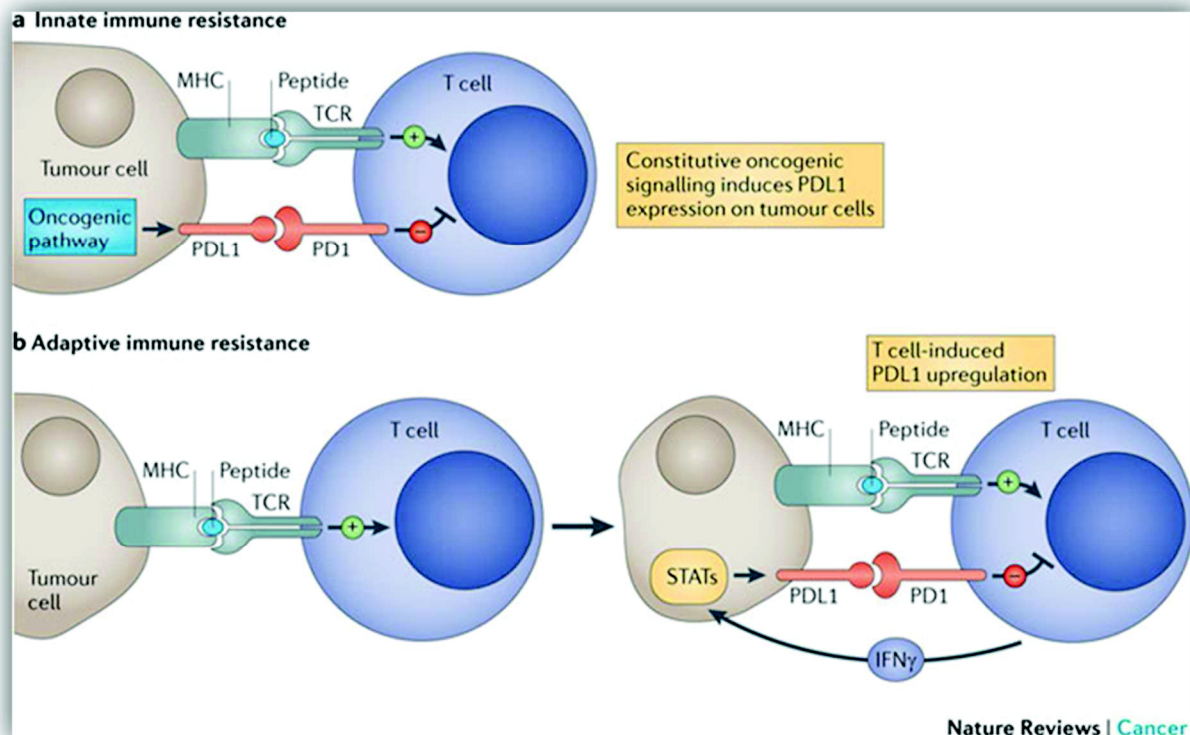 a Innate immune resistance
MHC
Peptide
TCR
T cell
Tumour cell
Oncogenic
pathway
PDL1
PD1
+
–
Constitutive oncogenic
signalling induces PDL1
expression on tumour cells
b Adaptive immune resistance
T cell-induced
PDL1 upregulation
MHC
Peptide
TCR
T cell
+
Tumour
cell
MHC
Peptide
TCR
T cell
+
STATs
PDL1
PD1
–
IFNγ
Nature Reviews | Cancer